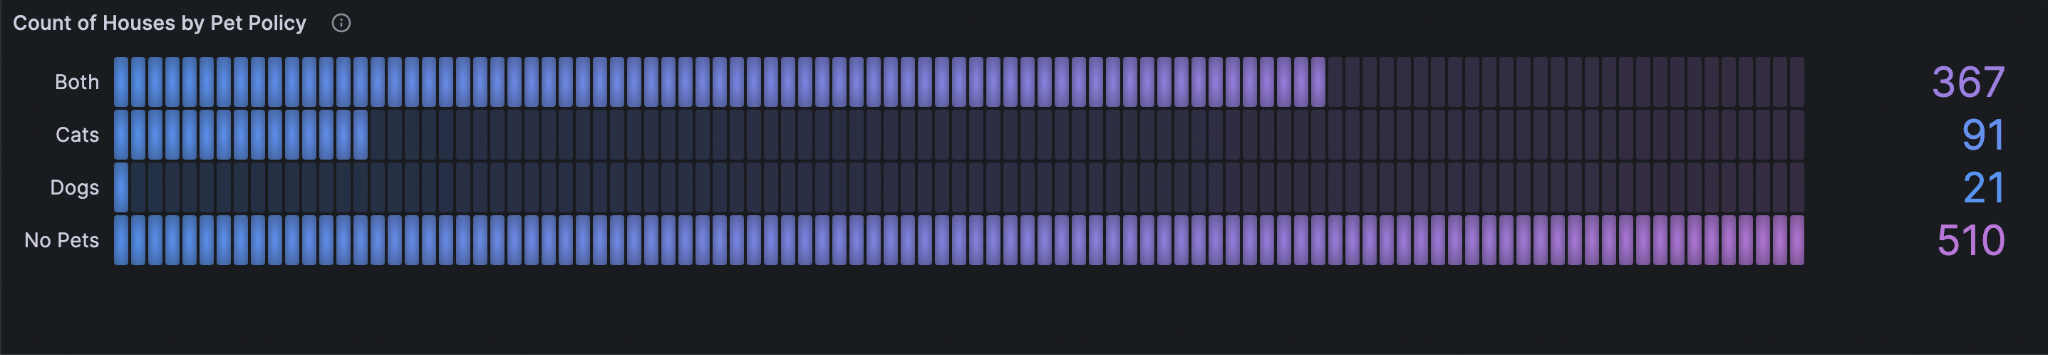 Count of Houses by Pet Policy
Both 367
Cats 91
Dogs 21
No Pets 510